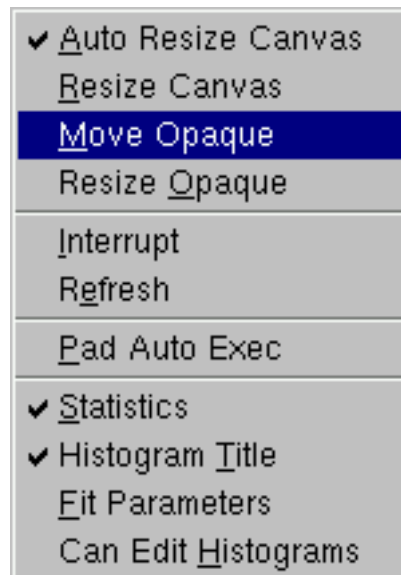 Auto Resize Canvas
Resize Canvas
Move Opaque
Resize Opaque
Interrupt
Refresh
Pad Auto Exec
Statistics
Histogram Title
Fit Parameters
Can Edit Histograms